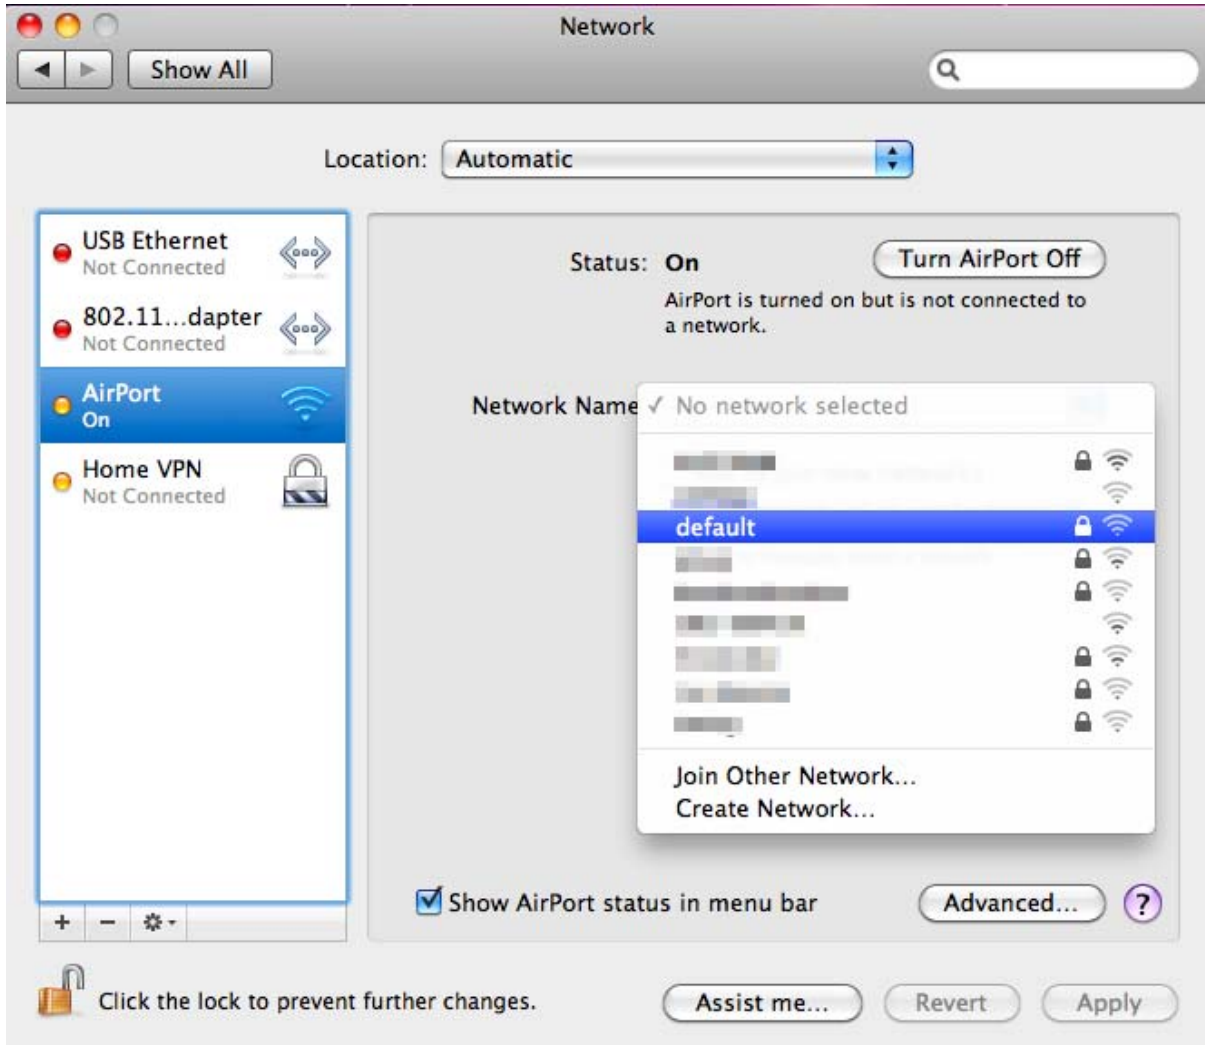 Network
Show All
Location: Automatic
USB Ethernet
Not Connected
802.11...dapter
Not Connected
AirPort
On
Home VPN
Not Connected
Status: On
Turn AirPort Off
AirPort is turned on but is not connected to
a network.
Network Name
✓ No network selected
default
Join Other Network...
Create Network...
Show AirPort status in menu bar
Advanced...
?
Click the lock to prevent further changes.
Assist me...
Revert
Apply